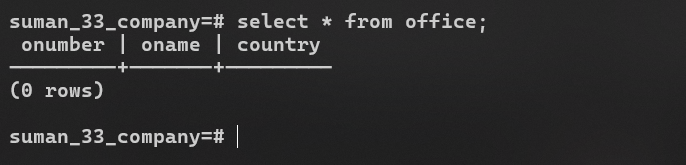 suman_33_company=# select * from office;
 onumber | oname | country
---------+-------+---------
(0 rows)
suman_33_company=#